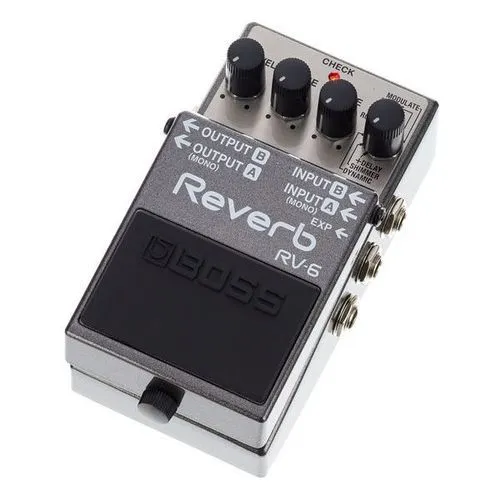 CHECK
MODULATE
+DELAY
SHIMMER
DYNAMIC
OUTPUT B
OUTPUT A
(MONO)
INPUT B
INPUT A
(MONO)
EXP
Reverb
RV-6
BOSS